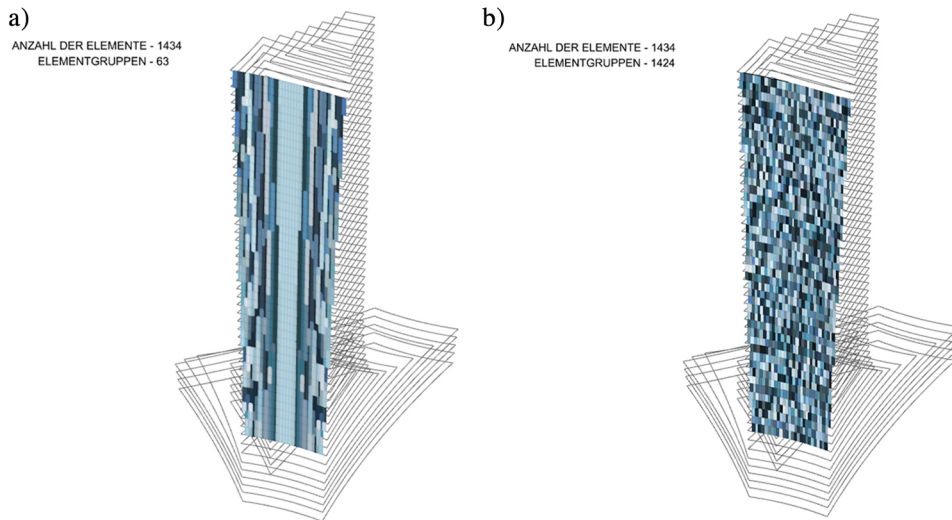 a)
ANZAHL DER ELEMENTE - 1434
ELEMENTGRUPPEN - 63
b)
ANZAHL DER ELEMENTE - 1434
ELEMENTGRUPPEN - 1424